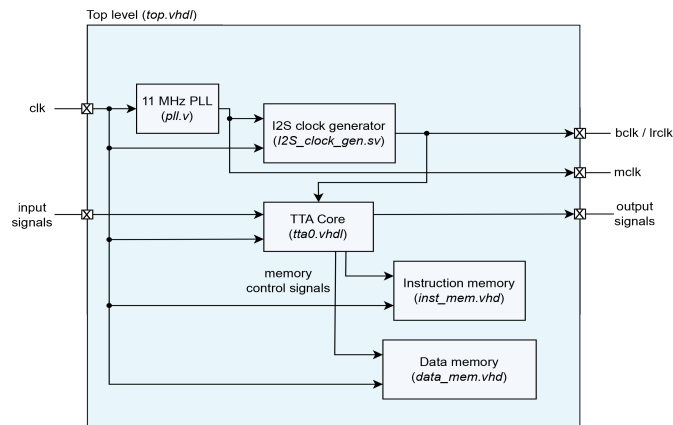 Top level (top.vhdl)
clk
11 MHz PLL
(pll.v)
I2S clock generator
(I2S_clock_gen.sv)
bclk / lrclk
mclk
input
signals
TTA Core
(tta0.vhdl)
output
signals
memory
control signals
Instruction memory
(inst_mem.vhd)
Data memory
(data_mem.vhd)